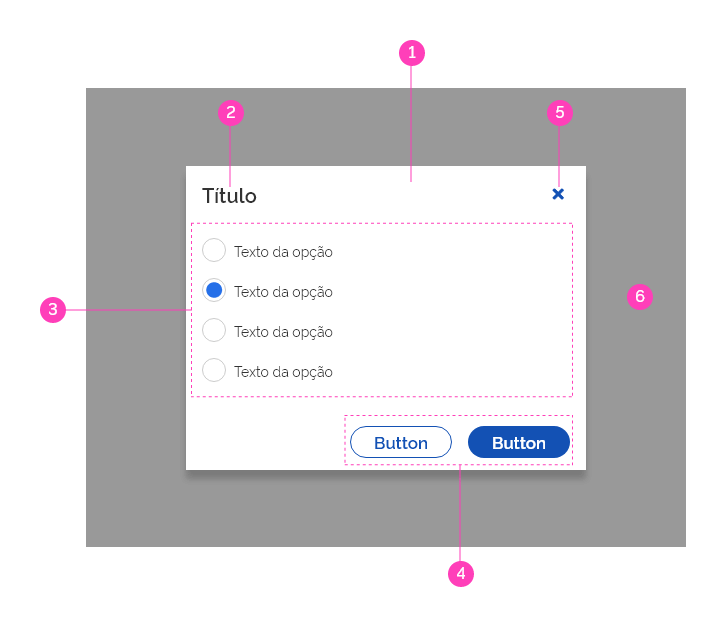 1
2
5
Título
Texto da opção
Texto da opção
6
3
Texto da opção
Texto da opção
Button Button
4